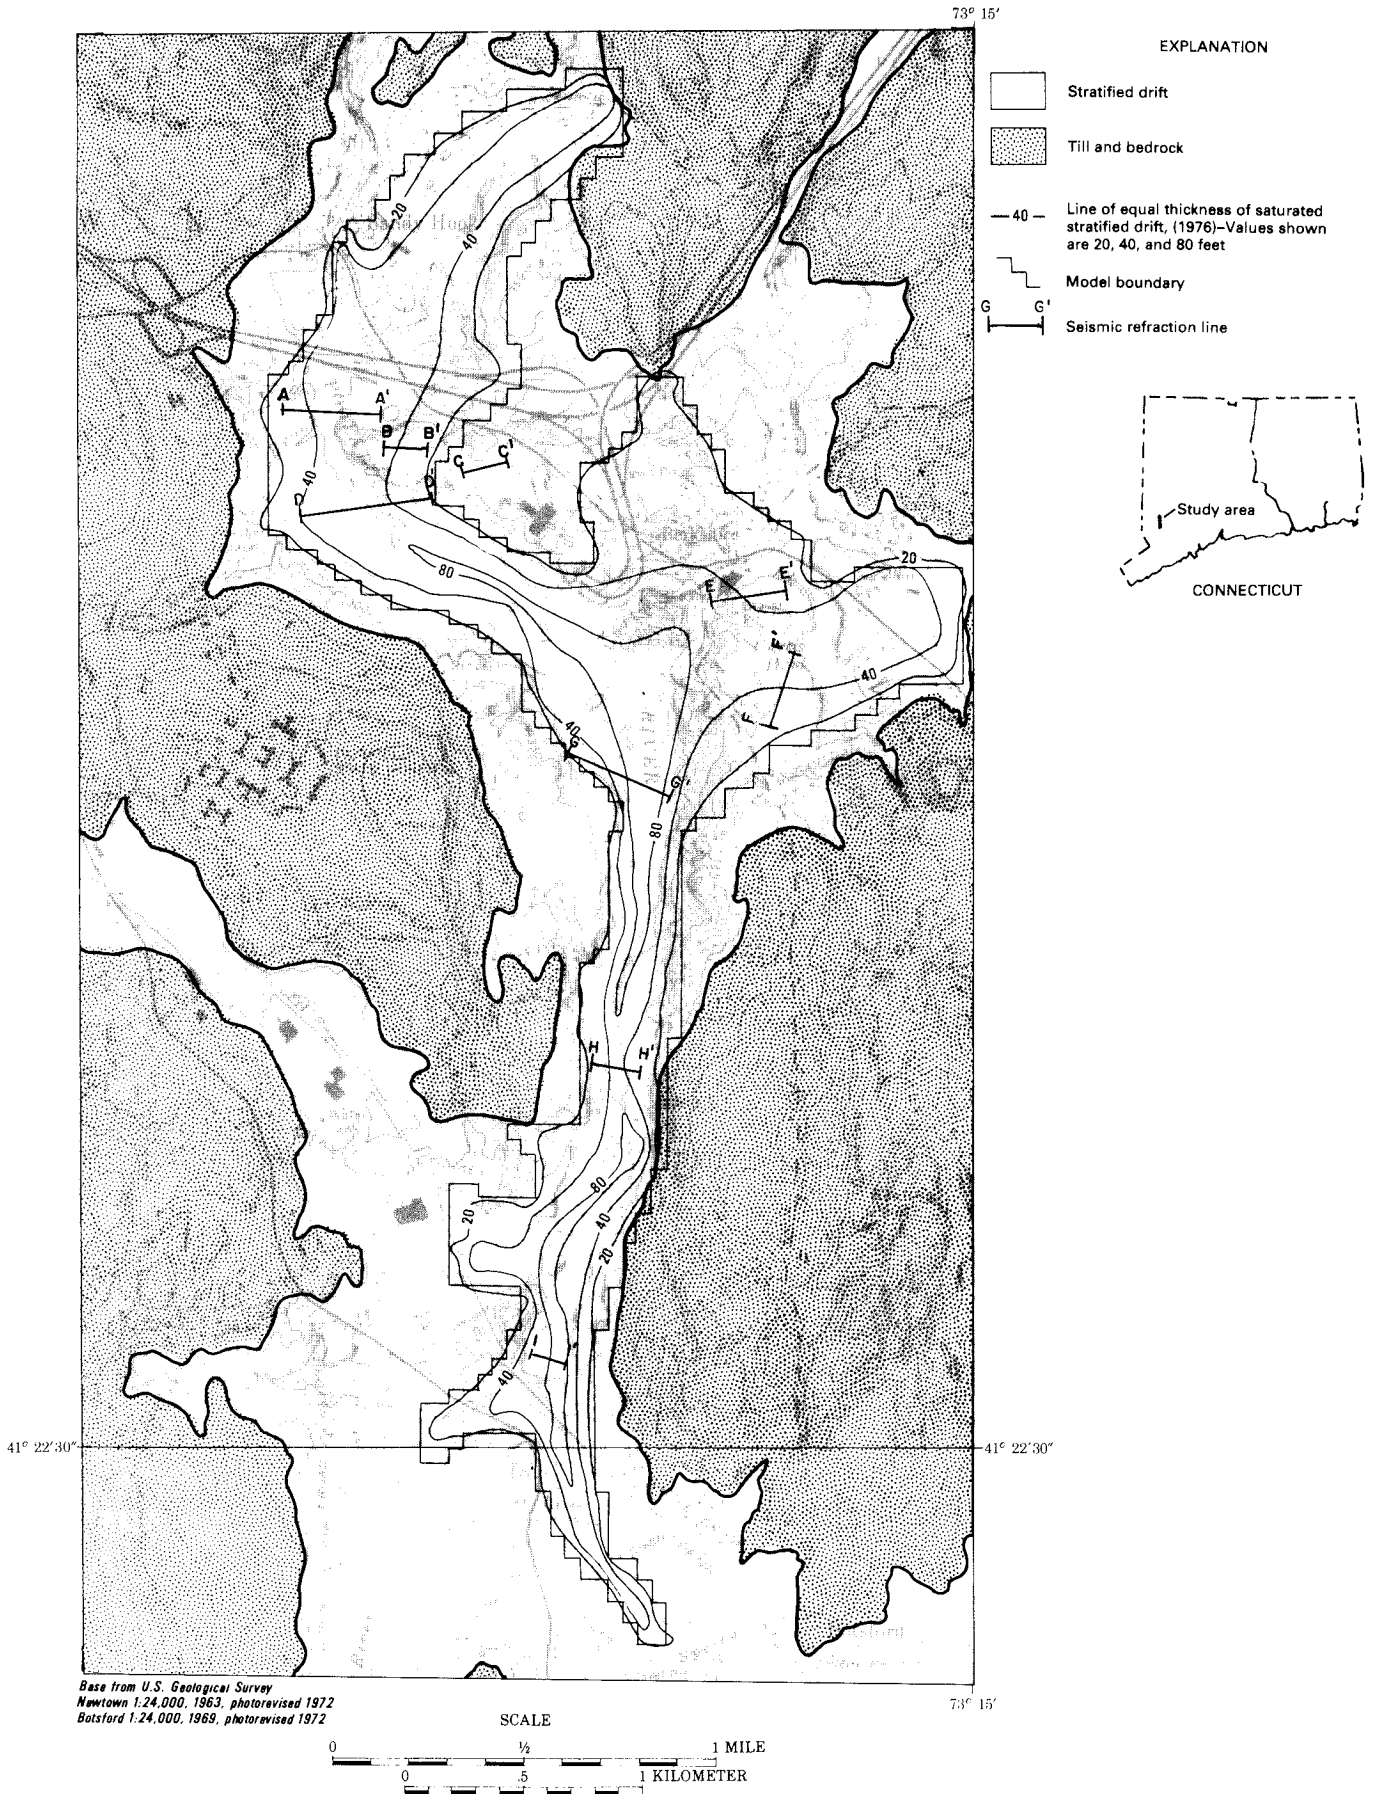 73° 15'
EXPLANATION
Stratified drift
Till and bedrock
40
Line of equal thickness of saturated
stratified drift, (1976)–Values shown
are 20, 40, and 80 feet
Model boundary
G G'
Seismic refraction line
Study area
CONNECTICUT
20
40
A A'
B B'
C C'
D D'
40
80
20
E E'
F'
40
F
40
G G'
80
H H'
80
20
40
20
I
40
41° 22'30"
41° 22'30"
73° 15'
Base from U.S. Geological Survey
Newtown 1:24,000, 1963, photorevised 1972
Botsford 1:24,000, 1969, photorevised 1972
SCALE
0 ½ 1 MILE
0 .5 1 KILOMETER